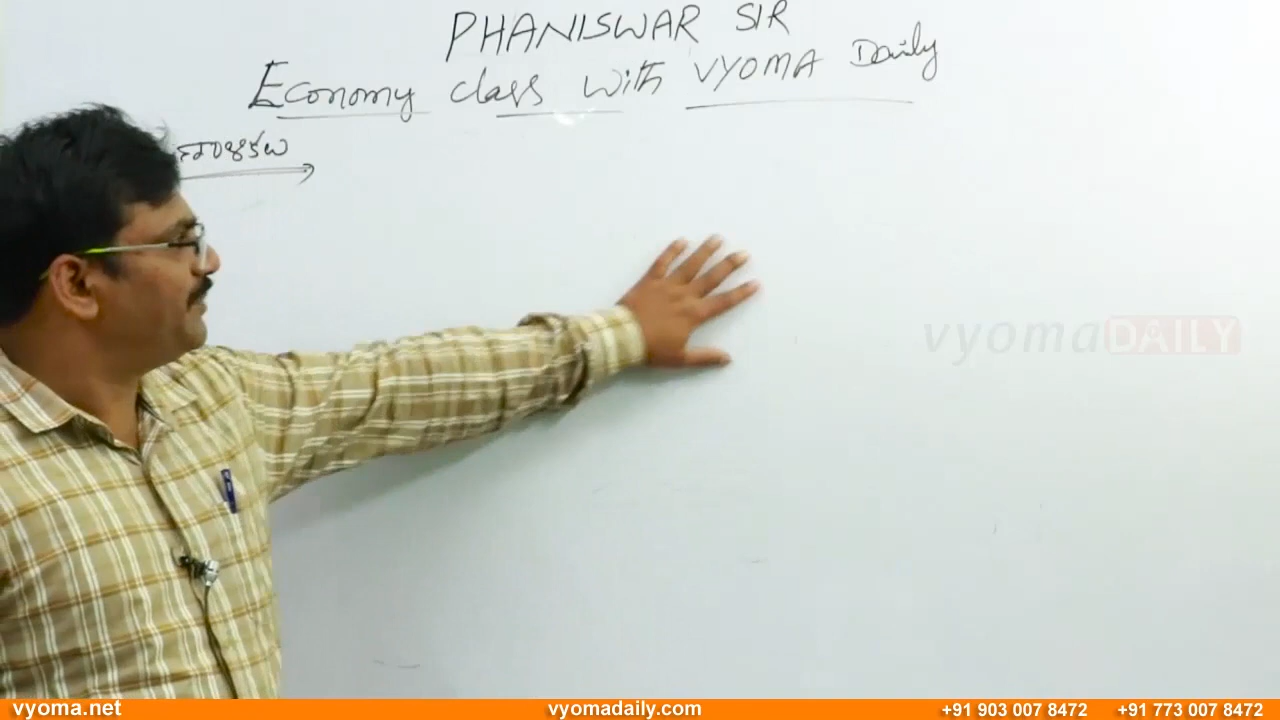 PHANISWAR SIR
Economy class with VYOMA Daily
vyomaDAILY
vyoma.net
vyomadaily.com
+91 903 007 8472
+91 773 007 8472